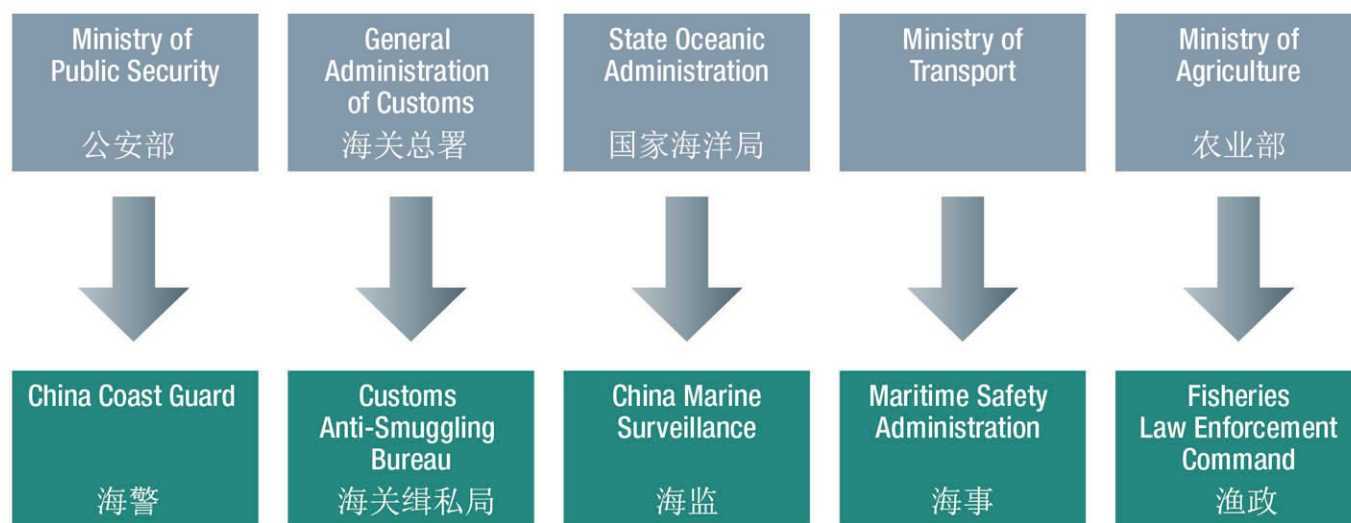 Ministry of
Public Security
公安部
General
Administration
of Customs
海关总署
State Oceanic
Administration
国家海洋局
Ministry of
Transport
Ministry of
Agriculture
农业部
China Coast Guard
海警
Customs
Anti-Smuggling
Bureau
海关缉私局
China Marine
Surveillance
海监
Maritime Safety
Administration
海事
Fisheries
Law Enforcement
Command
渔政